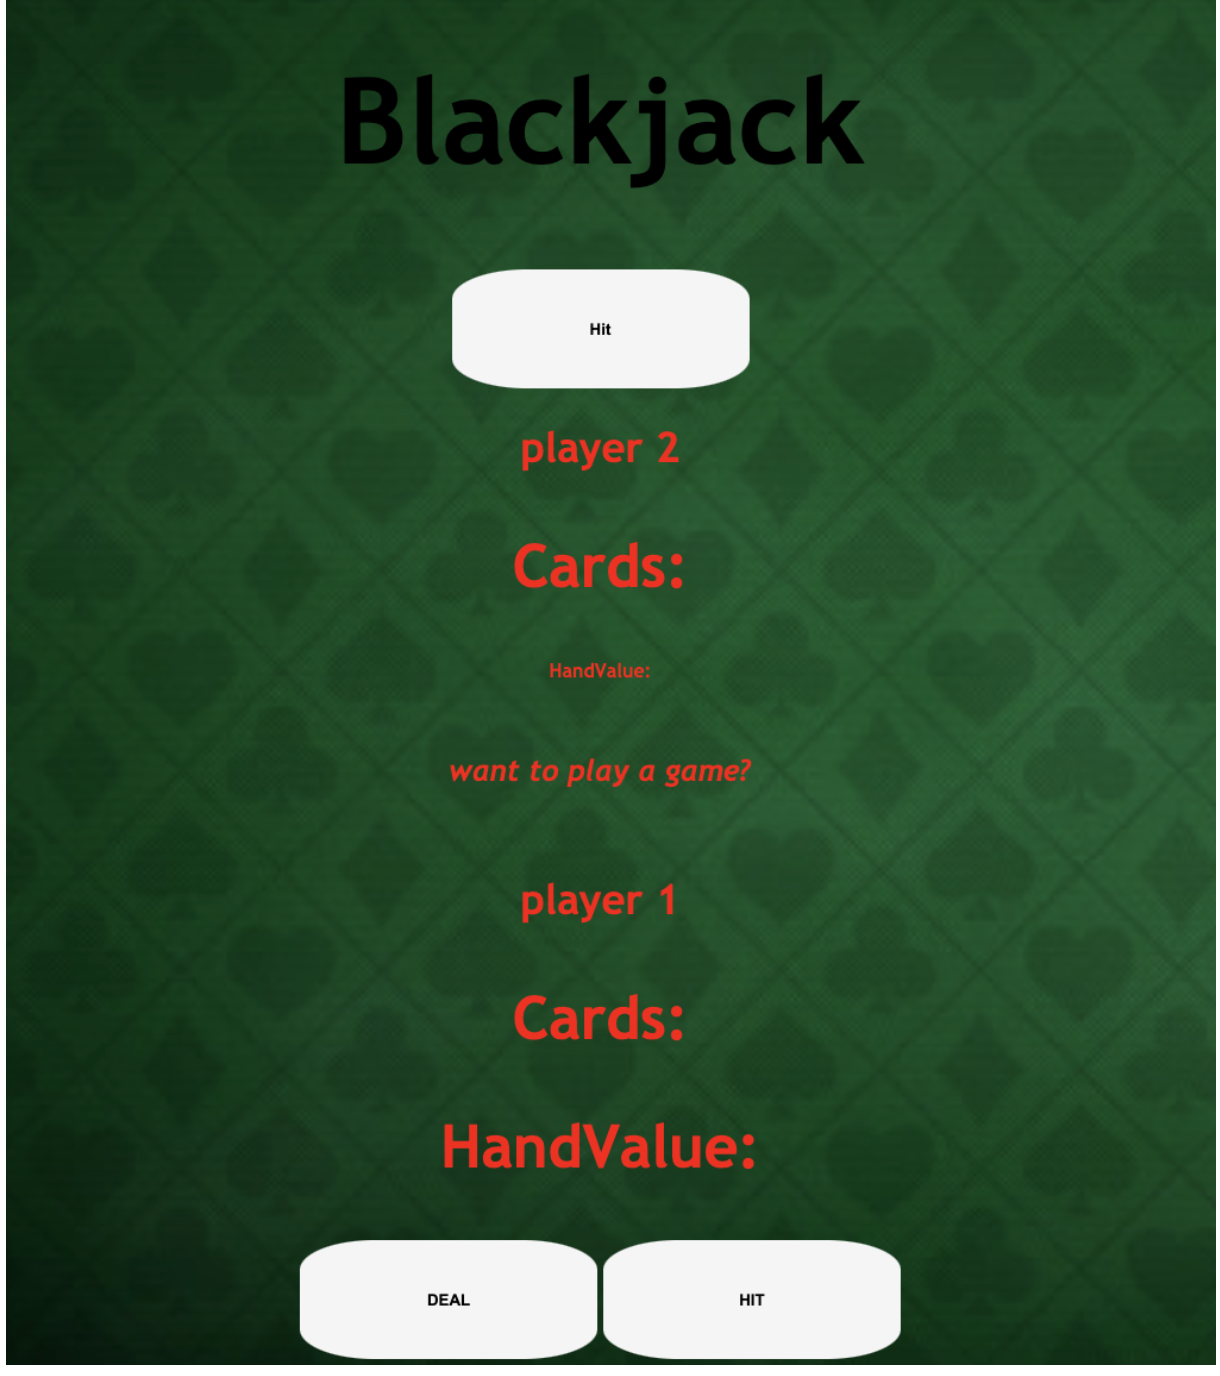 Blackjack
Hit
player 2
Cards:
HandValue:
want to play a game?
player 1
Cards:
HandValue:
DEAL HIT